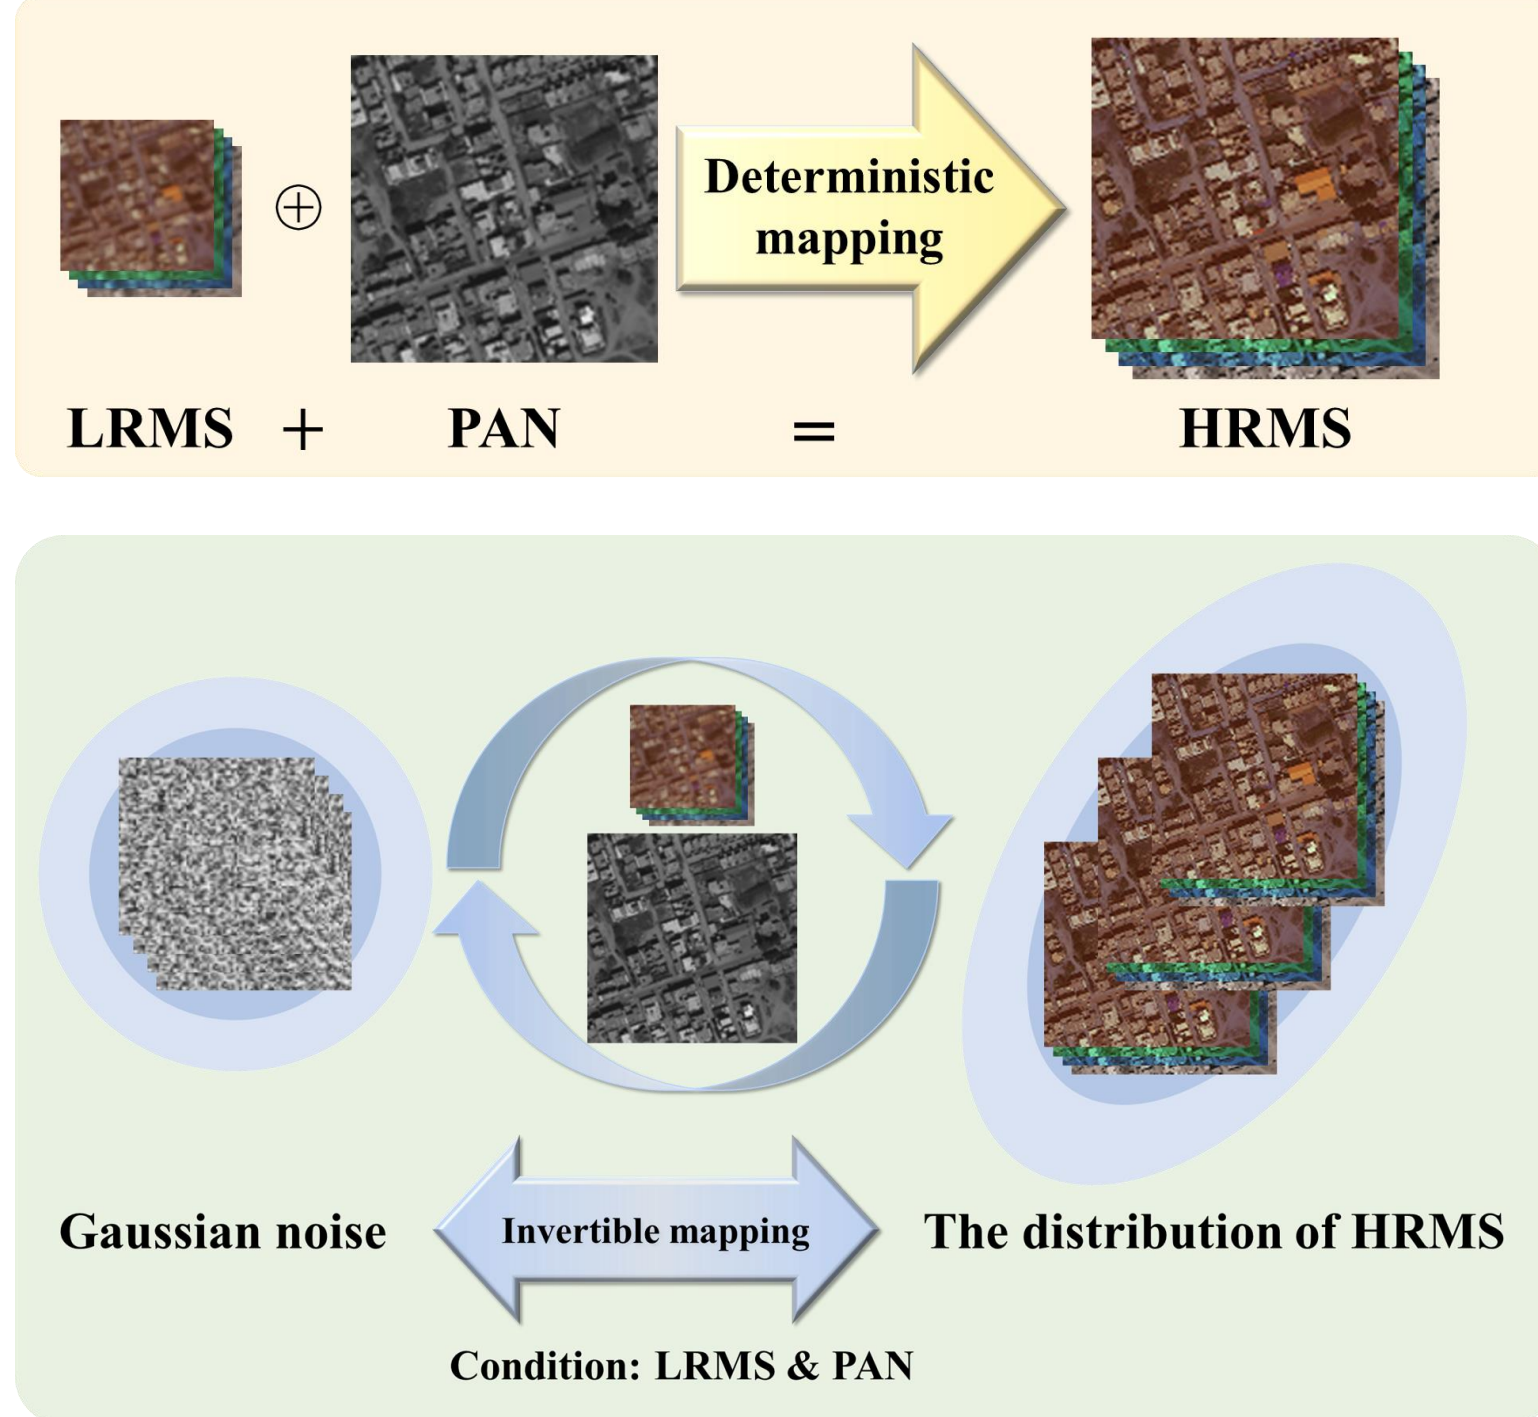 Deterministic
mapping
LRMS + PAN = HRMS
Gaussian noise
Invertible mapping
The distribution of HRMS
Condition: LRMS & PAN